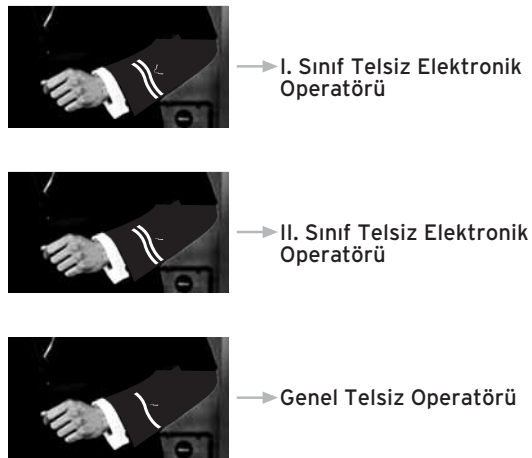 I. Sınıf Telsiz Elektronik
Operatörü
II. Sınıf Telsiz Elektronik
Operatörü
Genel Telsiz Operatörü